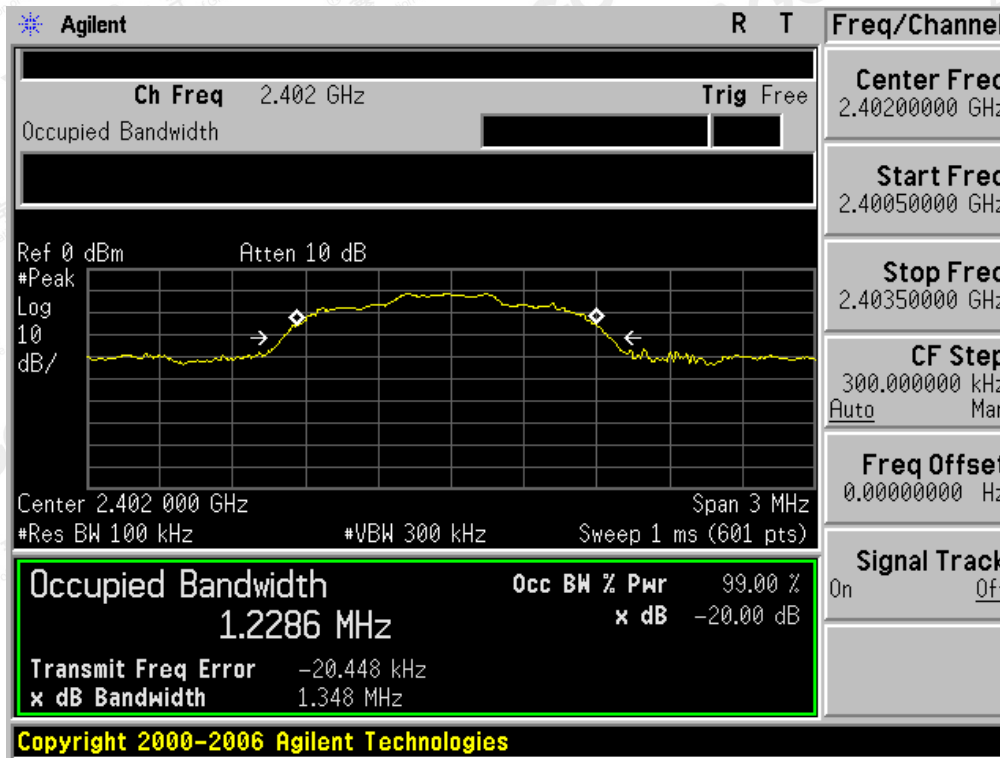 Agilent R T
Freq/Channel
Ch Freq 2.402 GHz Trig Free
Occupied Bandwidth
Center Freq
2.40200000 GHz
Start Freq
2.40050000 GHz
Stop Freq
2.40350000 GHz
CF Step
300.000000 kHz
Auto Man
Freq Offset
0.00000000 Hz
Signal Track
On Off
Ref 0 dBm Atten 10 dB
#Peak
Log
10
dB/
Center 2.402 000 GHz Span 3 MHz
#Res BW 100 kHz #VBW 300 kHz Sweep 1 ms (601 pts)
Occupied Bandwidth Occ BW % Pwr 99.00 %
1.2286 MHz x dB -20.00 dB
Transmit Freq Error -20.448 kHz
x dB Bandwidth 1.348 MHz
Copyright 2000-2006 Agilent Technologies